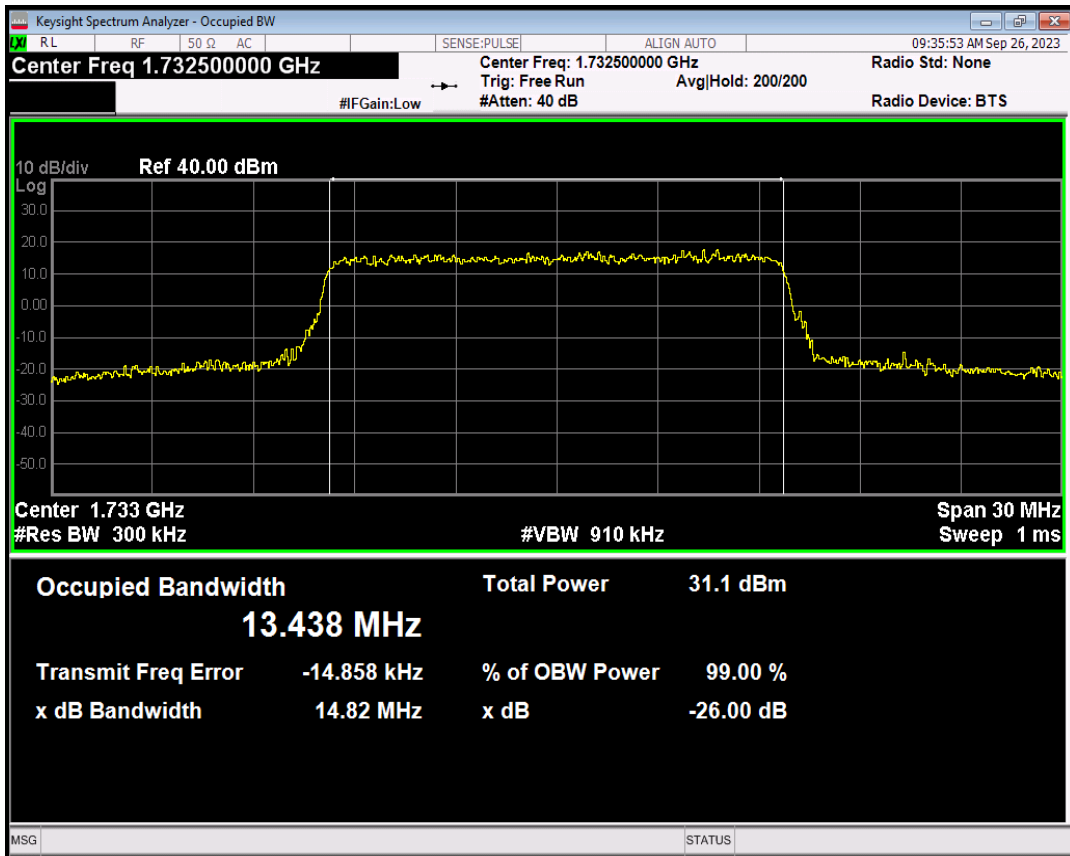 Keysight Spectrum Analyzer - Occupied BW
LXI RL RF 50 Ω AC SENSE:PULSE ALIGN AUTO 09:35:53 AM Sep 26, 2023
Center Freq 1.732500000 GHz Center Freq: 1.732500000 GHz Radio Std: None
Trig: Free Run Avg|Hold: 200/200
#IFGain:Low #Atten: 40 dB Radio Device: BTS
10 dB/div Ref 40.00 dBm
Log
30.0
20.0
10.0
0.00
-10.0
-20.0
-30.0
-40.0
-50.0
Center 1.733 GHz Span 30 MHz
#Res BW 300 kHz #VBW 910 kHz Sweep 1 ms
Occupied Bandwidth Total Power 31.1 dBm
13.438 MHz
Transmit Freq Error -14.858 kHz % of OBW Power 99.00 %
x dB Bandwidth 14.82 MHz x dB -26.00 dB
MSG STATUS